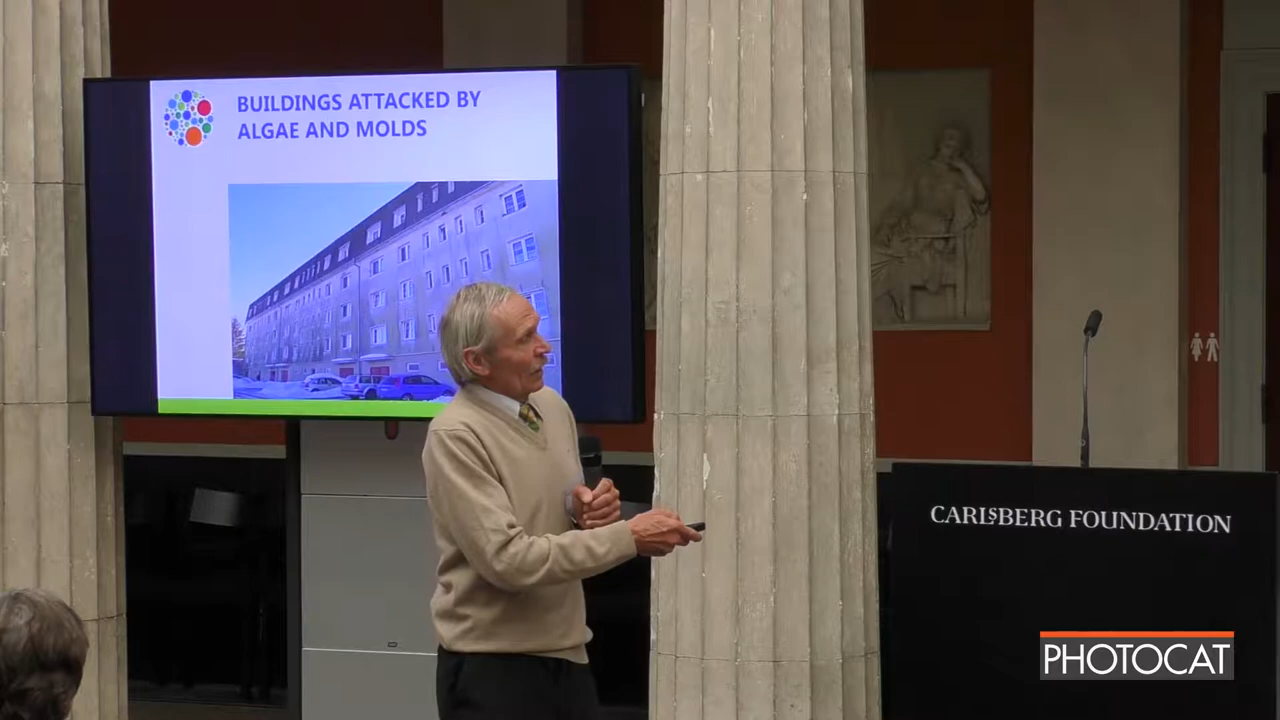 BUILDINGS ATTACKED BY
ALGAE AND MOLDS
CARLSBERG FOUNDATION
PHOTOCAT